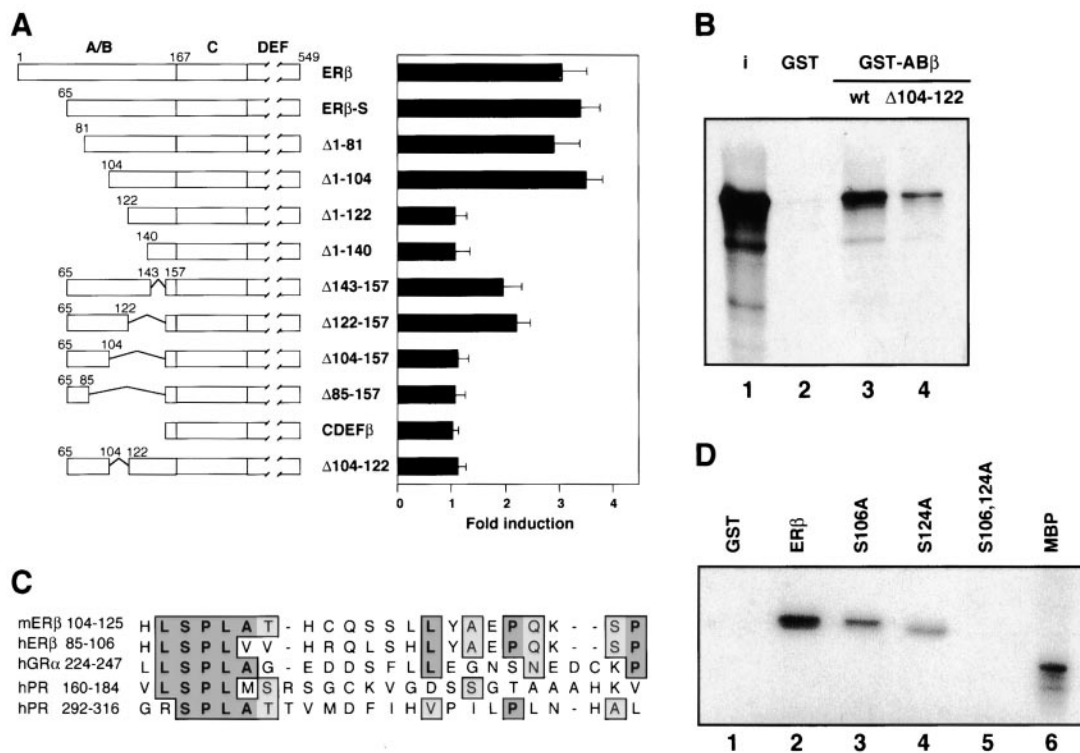 A
A/B C DEF
1 167 549
ERβ
65
ERβ-S
81
Δ1-81
104
Δ1-104
122
Δ1-122
140
Δ1-140
65 143 157
Δ143-157
65 122
Δ122-157
65 104
Δ104-157
65 85
Δ85-157
CDEFβ
65 104 122
Δ104-122
0 1 2 3 4
Fold induction
B
i GST GST-ABβ
wt Δ104-122
1 2 3 4
C
mERβ 104-125 H L S P L A T - H C Q S S L L Y A E P Q K - - S P
hERβ 85-106 H L S P L A V V - H R Q L S H L Y A E P Q K - - S P
hGRα 224-247 L L S P L A G - E D D S F L L E G N S N E D C K P
hPR 160-184 V L S P L M S R S G C K V G D S S G T A A A H K V
hPR 292-316 G R S P L A T T V M D F I H V P I L P L N - H A L
D
GST ERβ S106A S124A S106,124A MBP
1 2 3 4 5 6